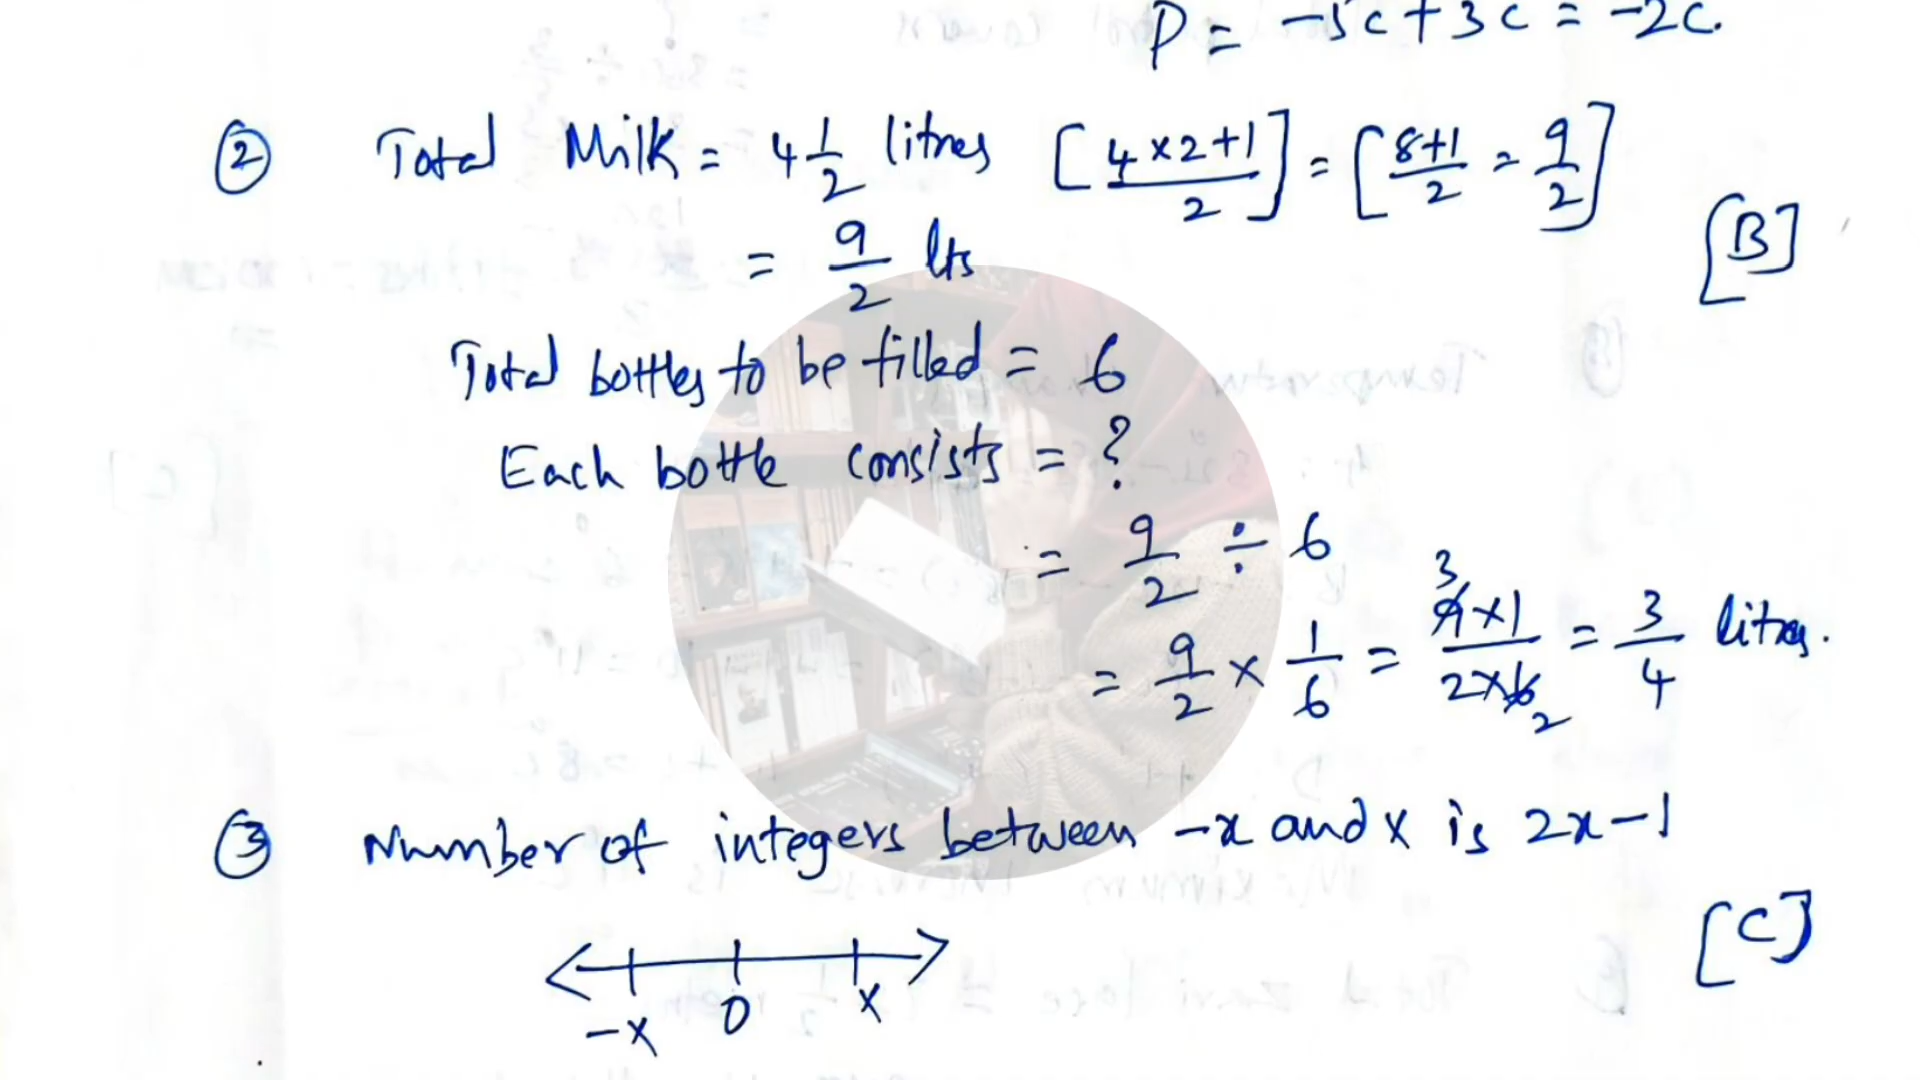 P = -5c + 3c = -2c.
② Total Milk = 4 1/2 litres [4×2+1/2] = [8+1/2 = 9/2]
= 9/2 lts
[B]
Total bottles to be filled = 6
Each bottle consists = ?
= 9/2 ÷ 6
= 9/2 × 1/6 = 9×1/2×6 = 3/4 litres.
3
2
③ Number of integers between -x and x is 2x-1
[C]
-x 0 x